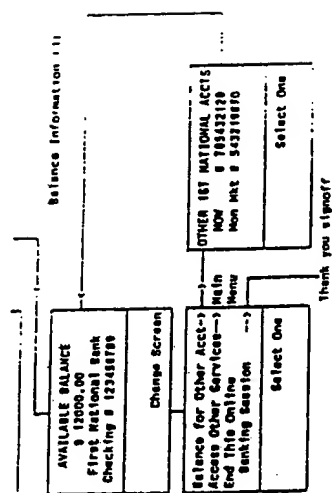 Balance Information
AVAILABLE BALANCE
$ 12000.00
First National Bank
Checking # 123456789
Change Screen
Balance for Other Acct-->
Access Other Services--> Main
Menu
End This Online
Banking Session -->
Select One
OTHER 1ST NATIONAL ACCTS
NOW # 765432120
Mon Mkt # 543219870
Select One
Thank you signoff